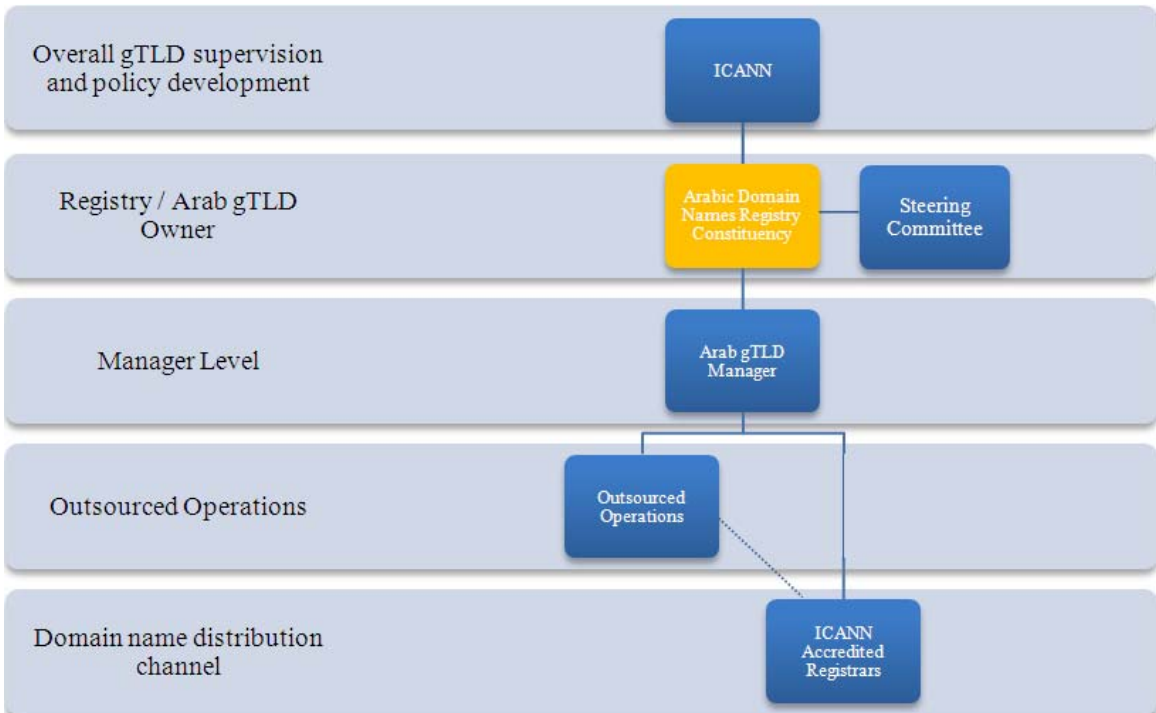 Overall gTLD supervision
and policy development
ICANN
Registry / Arab gTLD
Owner
Arabic Domain
Names Registry
Constituency
Steering
Committee
Manager Level
Arab gTLD
Manager
Outsourced Operations
Outsourced
Operations
Domain name distribution
channel
ICANN
Accredited
Registrars